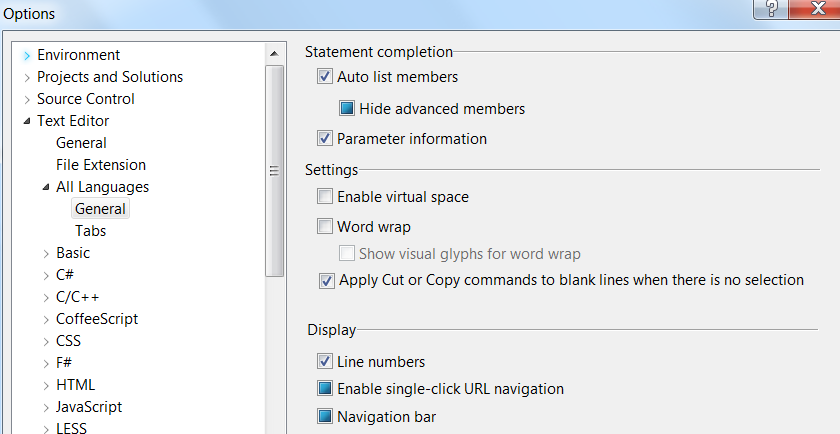 Options
Environment
Projects and Solutions
Source Control
Text Editor
General
File Extension
All Languages
General
Tabs
Basic
C#
C/C++
CoffeeScript
CSS
F#
HTML
JavaScript
LESS
Statement completion
Auto list members
Hide advanced members
Parameter information
Settings
Enable virtual space
Word wrap
Show visual glyphs for word wrap
Apply Cut or Copy commands to blank lines when there is no selection
Display
Line numbers
Enable single-click URL navigation
Navigation bar